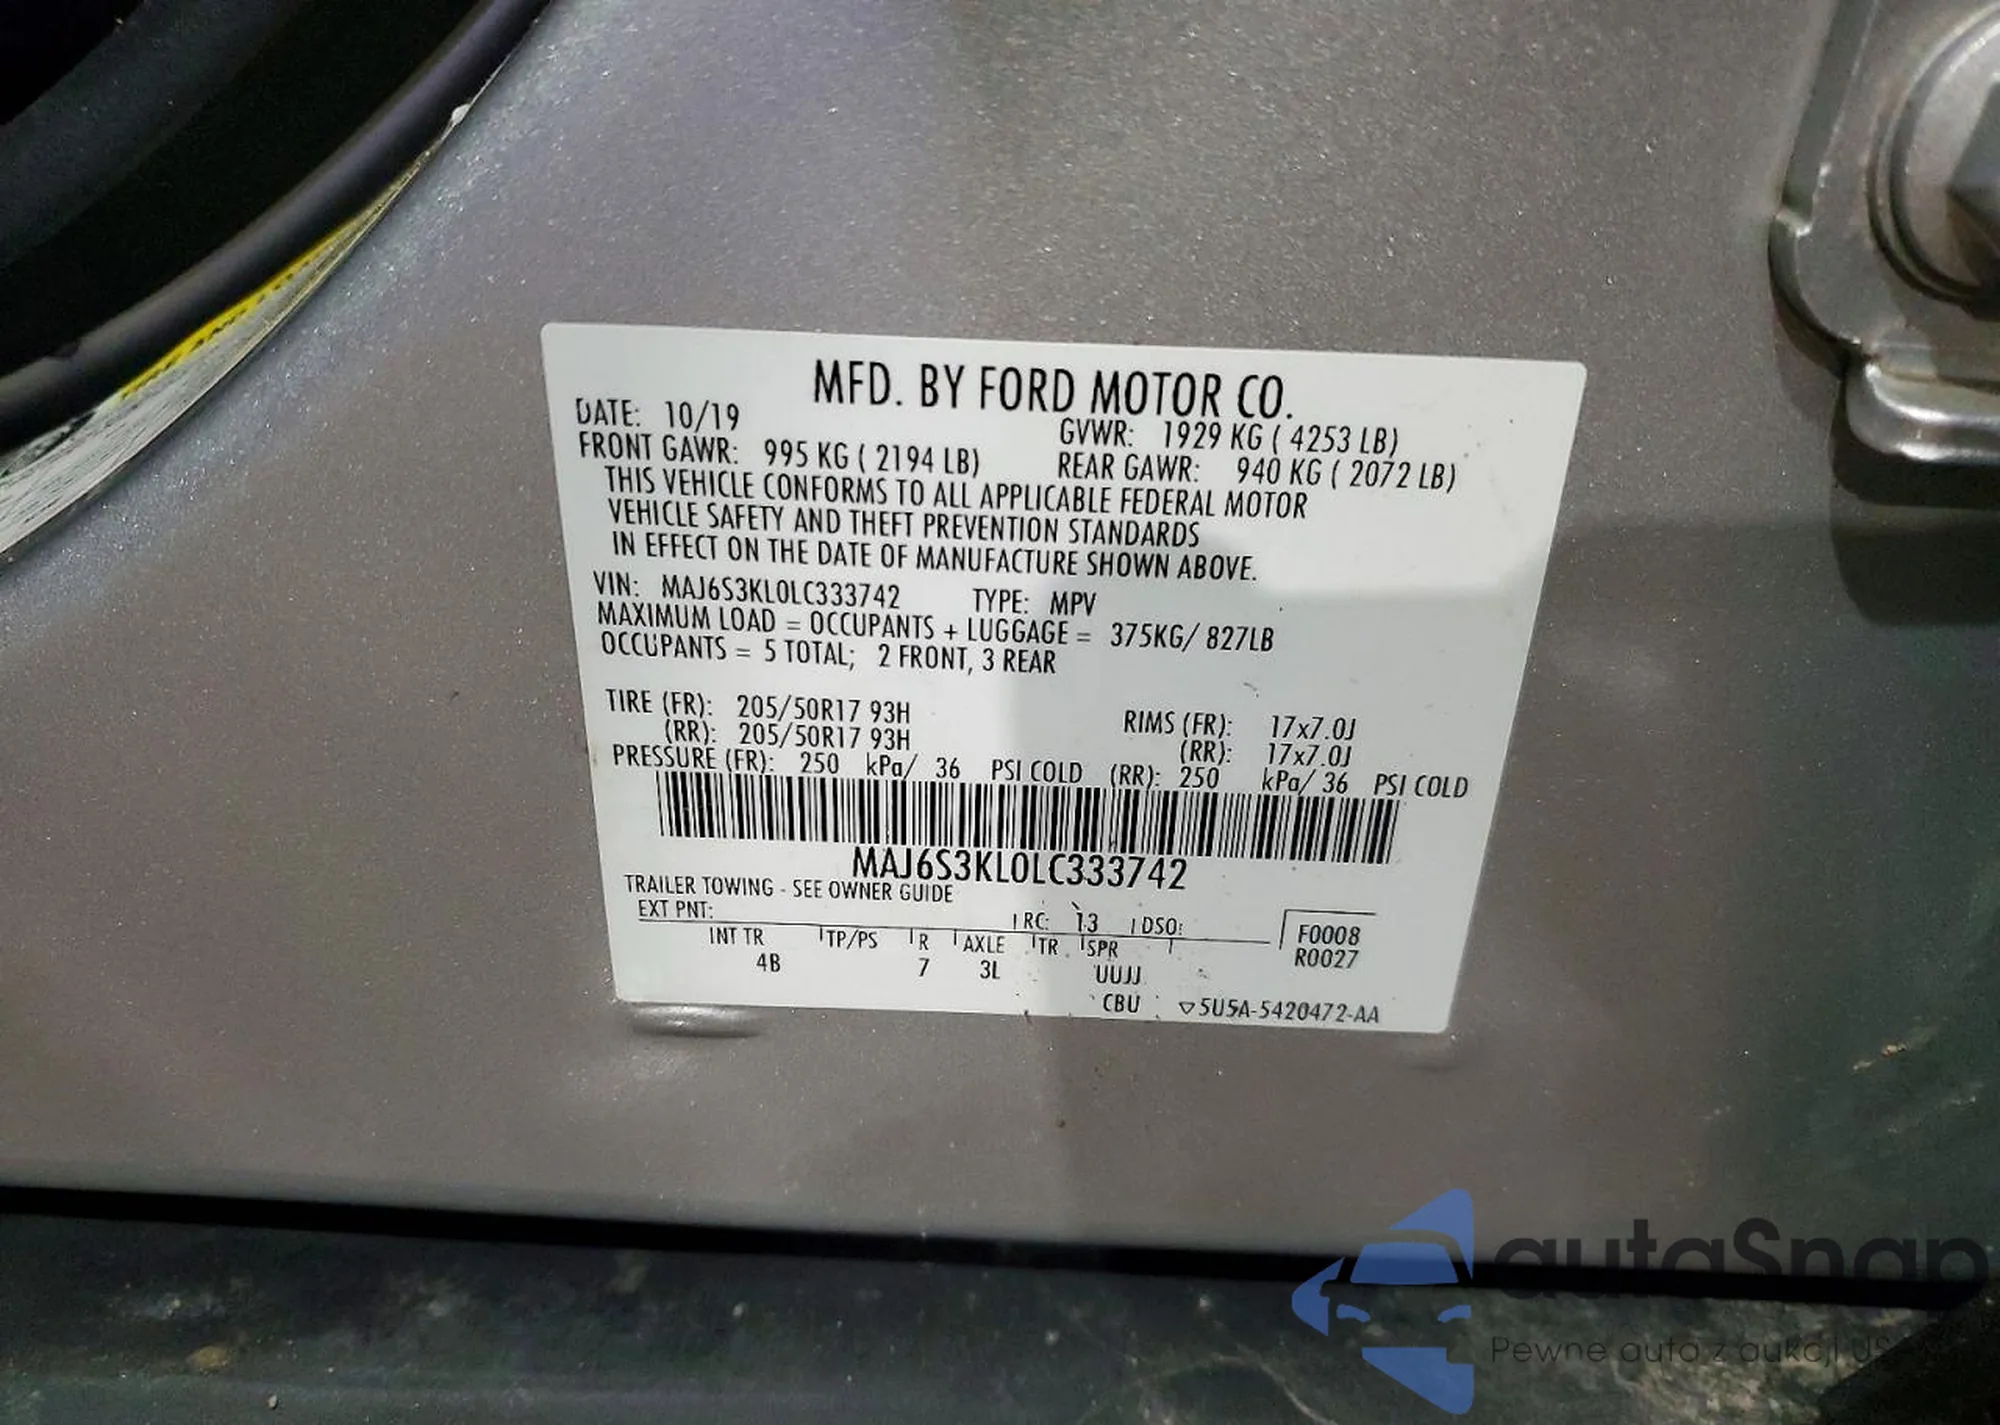 MFD. BY FORD MOTOR CO.
DATE: 10/19
GVWR: 1929 KG ( 4253 LB)
FRONT GAWR: 995 KG ( 2194 LB)
REAR GAWR: 940 KG ( 2072 LB)
THIS VEHICLE CONFORMS TO ALL APPLICABLE FEDERAL MOTOR
VEHICLE SAFETY AND THEFT PREVENTION STANDARDS
IN EFFECT ON THE DATE OF MANUFACTURE SHOWN ABOVE.
VIN: MAJ6S3KL0LC333742 TYPE: MPV
MAXIMUM LOAD = OCCUPANTS + LUGGAGE = 375KG/ 827LB
OCCUPANTS = 5 TOTAL; 2 FRONT, 3 REAR
TIRE (FR): 205/50R17 93H RIMS (FR): 17x7.0J
(RR): 205/50R17 93H (RR): 17x7.0J
PRESSURE (FR): 250 kPa/ 36 PSI COLD (RR): 250 kPa/ 36 PSI COLD
MAJ6S3KL0LC333742
TRAILER TOWING - SEE OWNER GUIDE
EXT PNT: RC: 13 DSO:
INT TR TP/PS R AXLE TR SPR
4B 7 3L UUJJ
F0008
R0027
CBU ▽5U5A-5420472-AA
autaSnap
Pewne auta z aukcji US